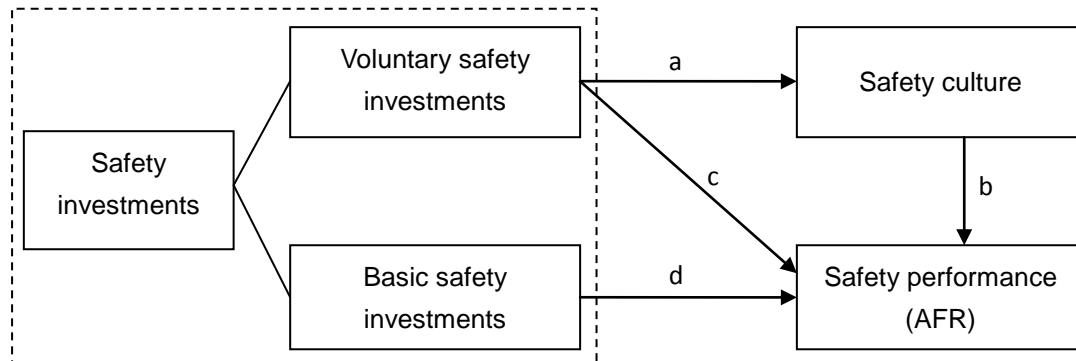 Voluntary safety
investments
a
Safety culture
Safety
investments
c
b
Basic safety
investments
d
Safety performance
(AFR)